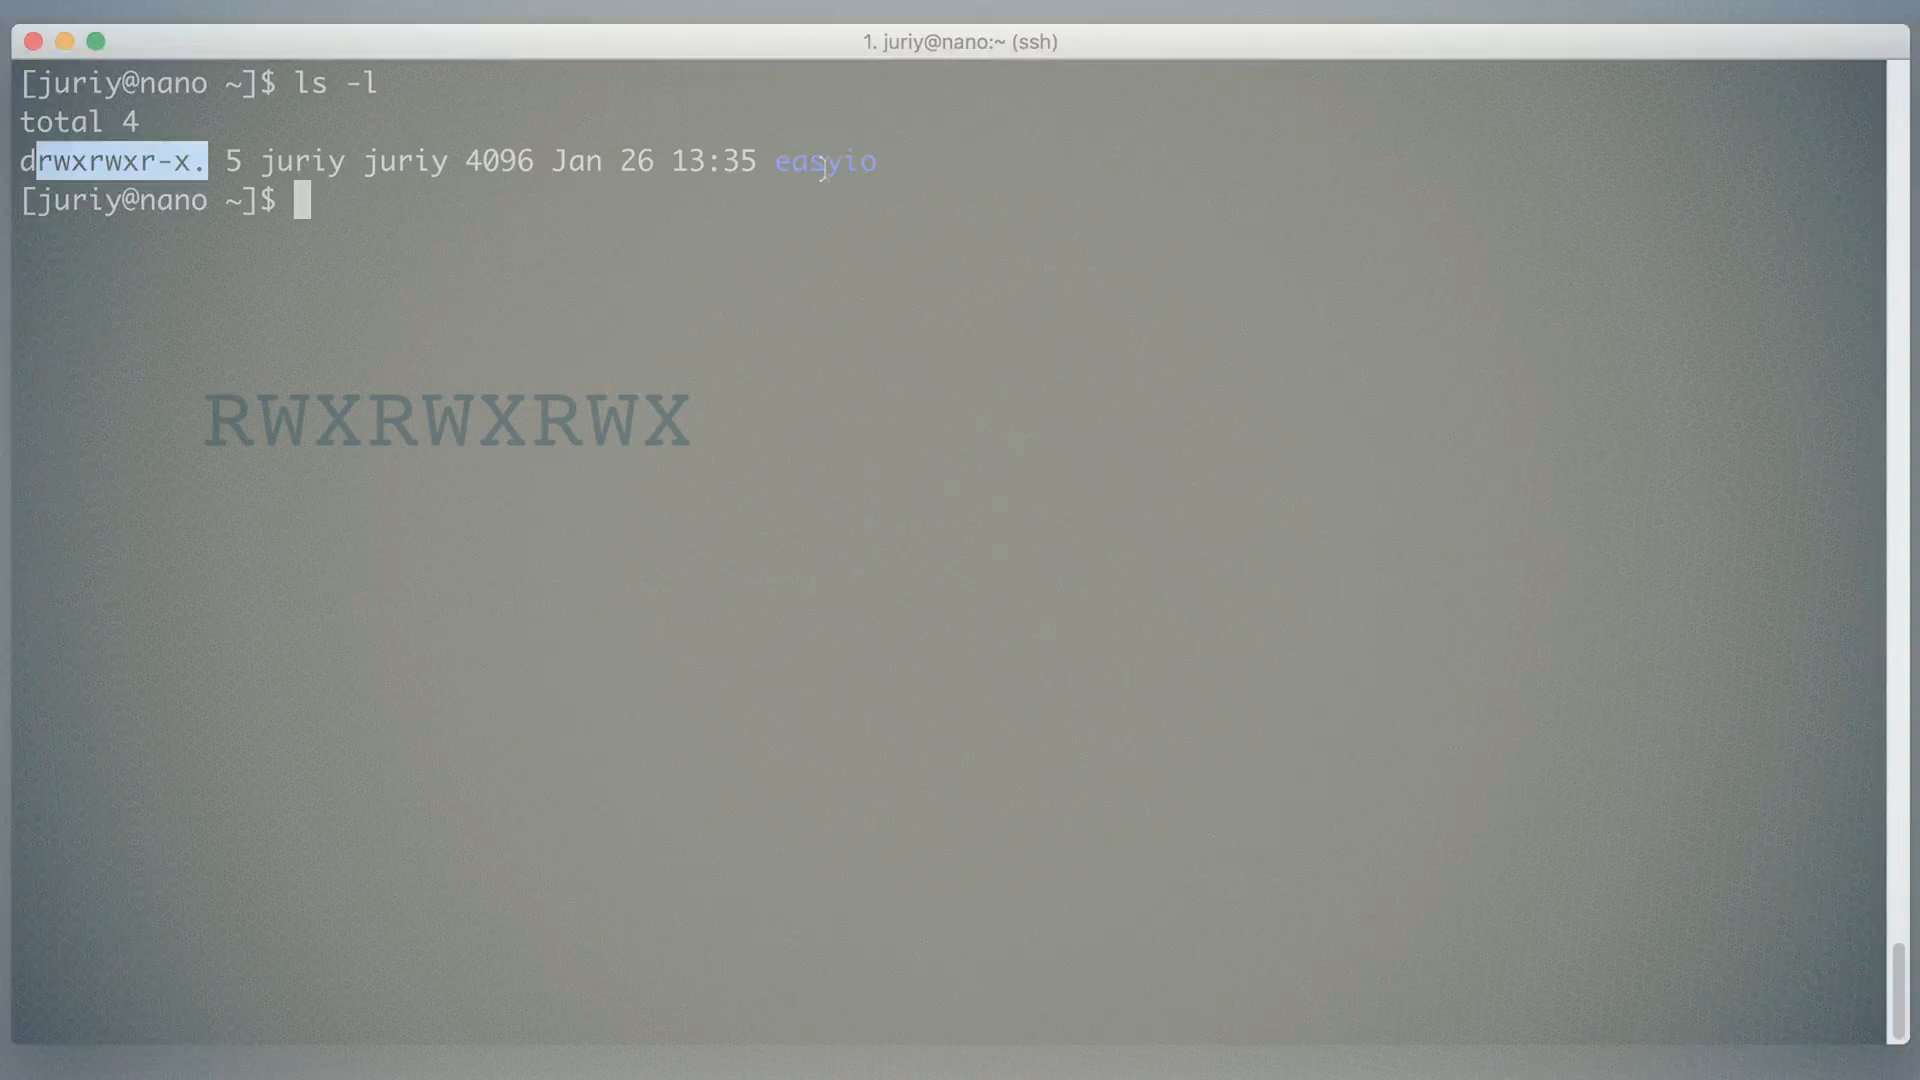 1. juriy@nano:~ (ssh)
[juriy@nano ~]$ ls -l
total 4
drwxrwxr-x. 5 juriy juriy 4096 Jan 26 13:35 easyio
[juriy@nano ~]$
RWXRWXRWX